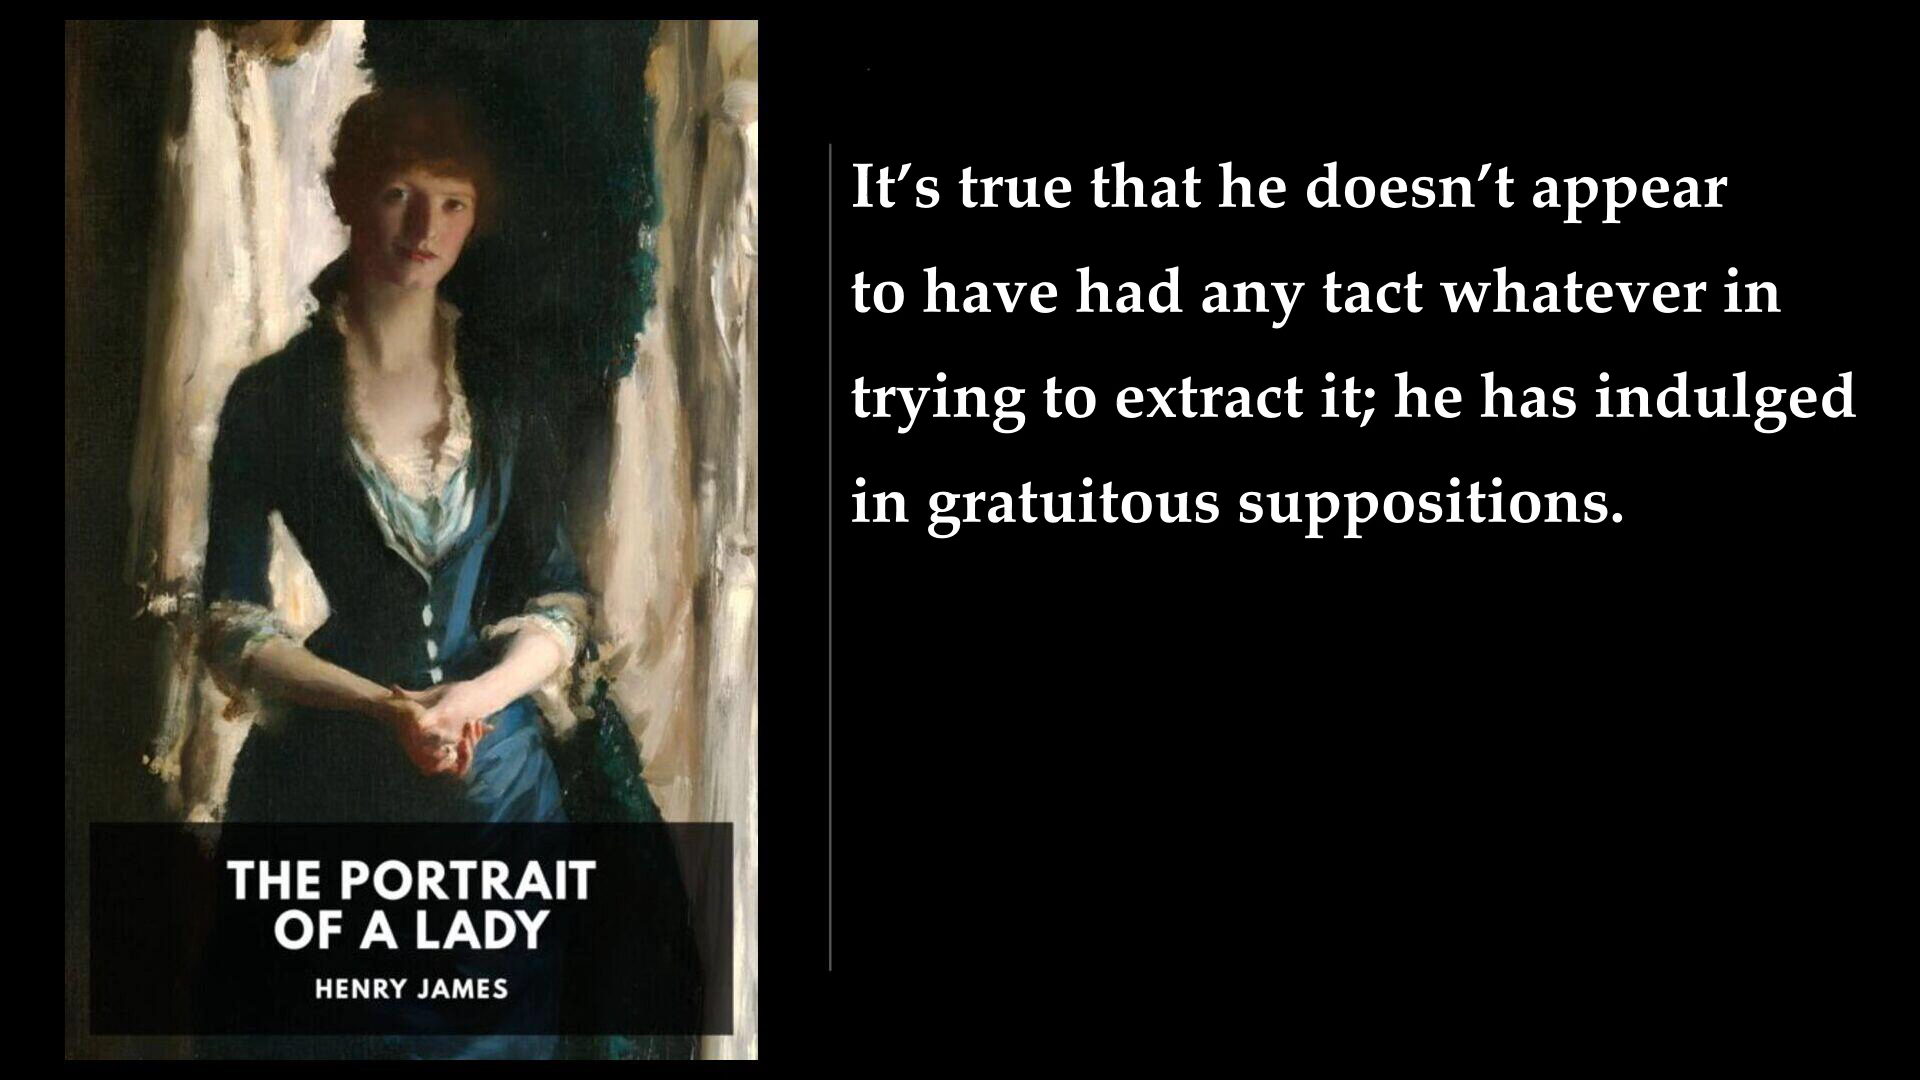 It’s true that he doesn’t appear
to have had any tact whatever in
trying to extract it; he has indulged
in gratuitous suppositions.
THE PORTRAIT
OF A LADY
HENRY JAMES